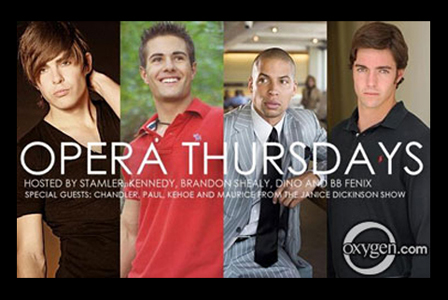 OPERA THURSDAYS
HOSTED BY STAMLER, KENNEDY, BRANDON SHEALY, DINO AND BB FENIX
SPECIAL GUESTS: CHANDLER, PAUL, KEHOE AND MAURICE FROM THE JANICE DICKINSON SHOW
oxygen.com